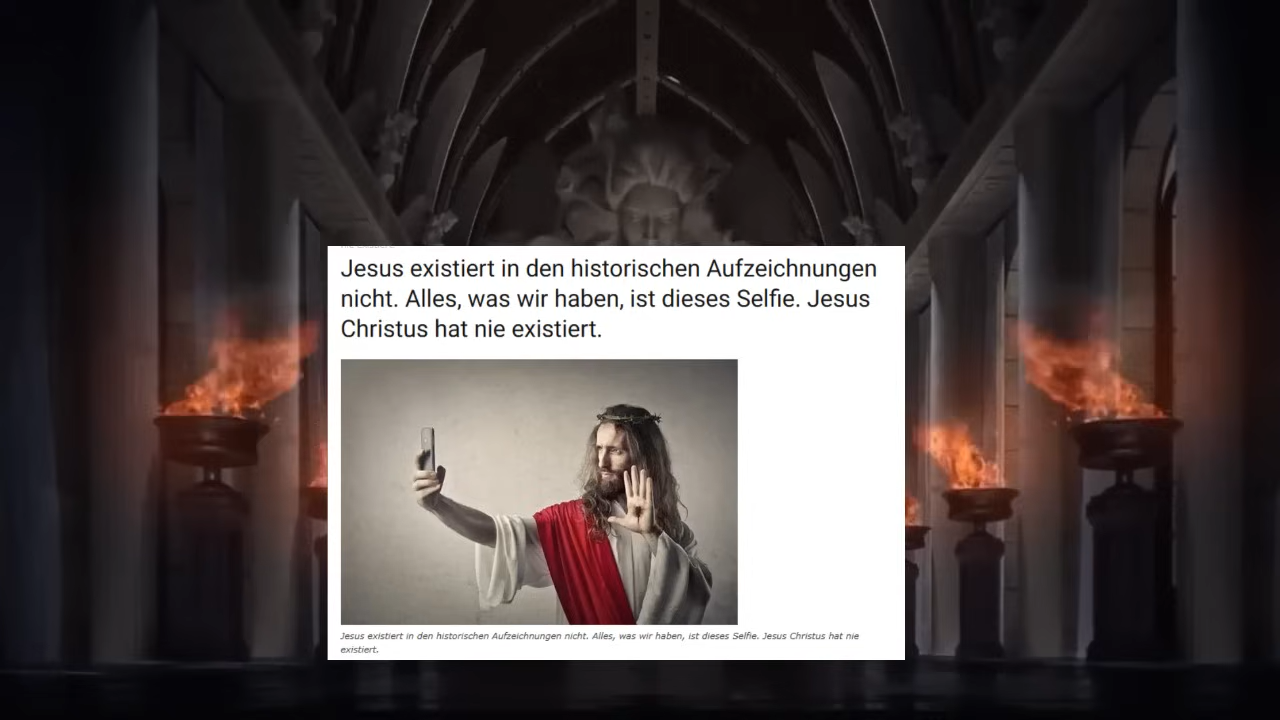 Jesus existiert in den historischen Aufzeichnungen
nicht. Alles, was wir haben, ist dieses Selfie. Jesus
Christus hat nie existiert.
Jesus existiert in den historischen Aufzeichnungen nicht. Alles, was wir haben, ist dieses Selfie. Jesus Christus hat nie
existiert.